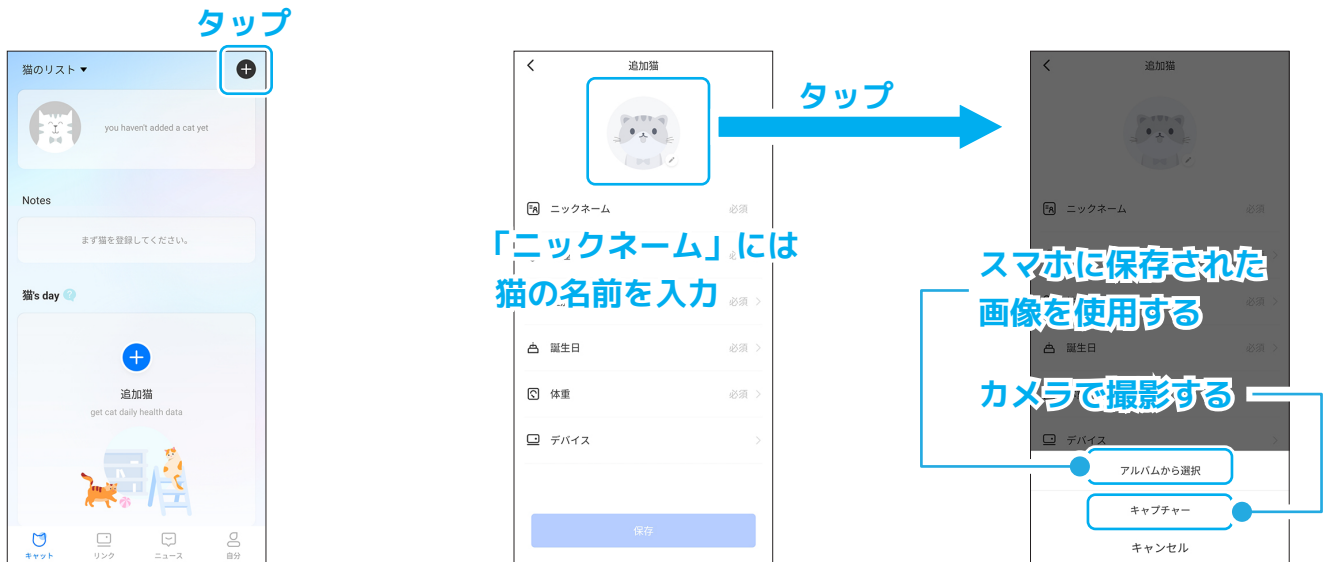 タップ
猫のリスト ▼
you haven't added a cat yet
Notes
まず猫を登録してください。
猫's day ?
追加猫
get cat daily health data
キャット
リンク
ニュース
自分
追加猫
ニックネーム 必須
「ニックネーム」には
猫の名前を入力
必須
誕生日 必須
体重 必須
デバイス
保存
タップ
追加猫
ニックネーム 必須
スマホに保存された
画像を使用する
誕生日 必須
カメラで撮影する
デバイス
アルバムから選択
キャプチャー
キャンセル